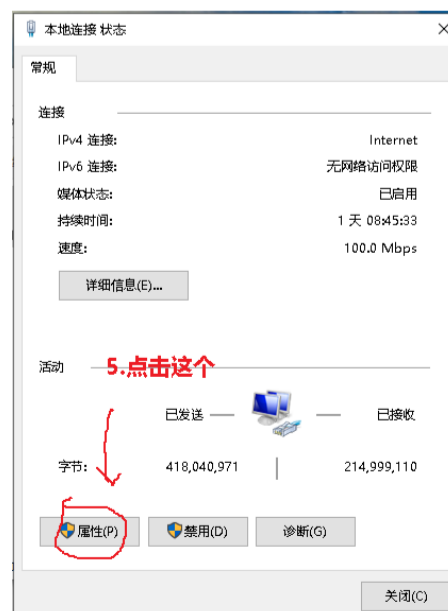 本地连接 状态
常规
连接
IPv4 连接: Internet
IPv6 连接: 无网络访问权限
媒体状态: 已启用
持续时间: 1 天 08:45:33
速度: 100.0 Mbps
详细信息(E)...
活动
5.点击这个
已发送 已接收
字节: 418,040,971 214,999,110
属性(P) 禁用(D) 诊断(G)
关闭(C)